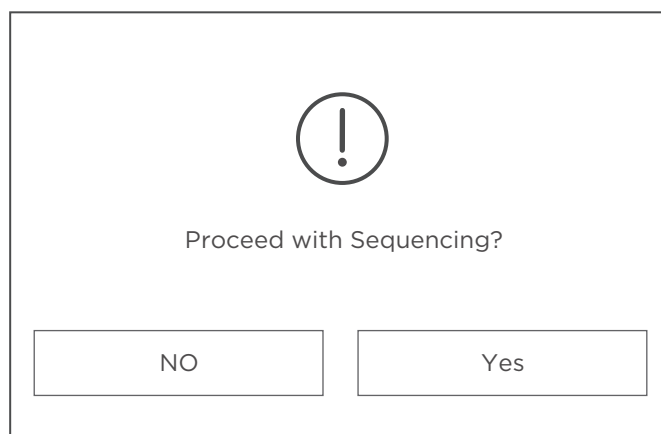 Proceed with Sequencing?
NO
Yes